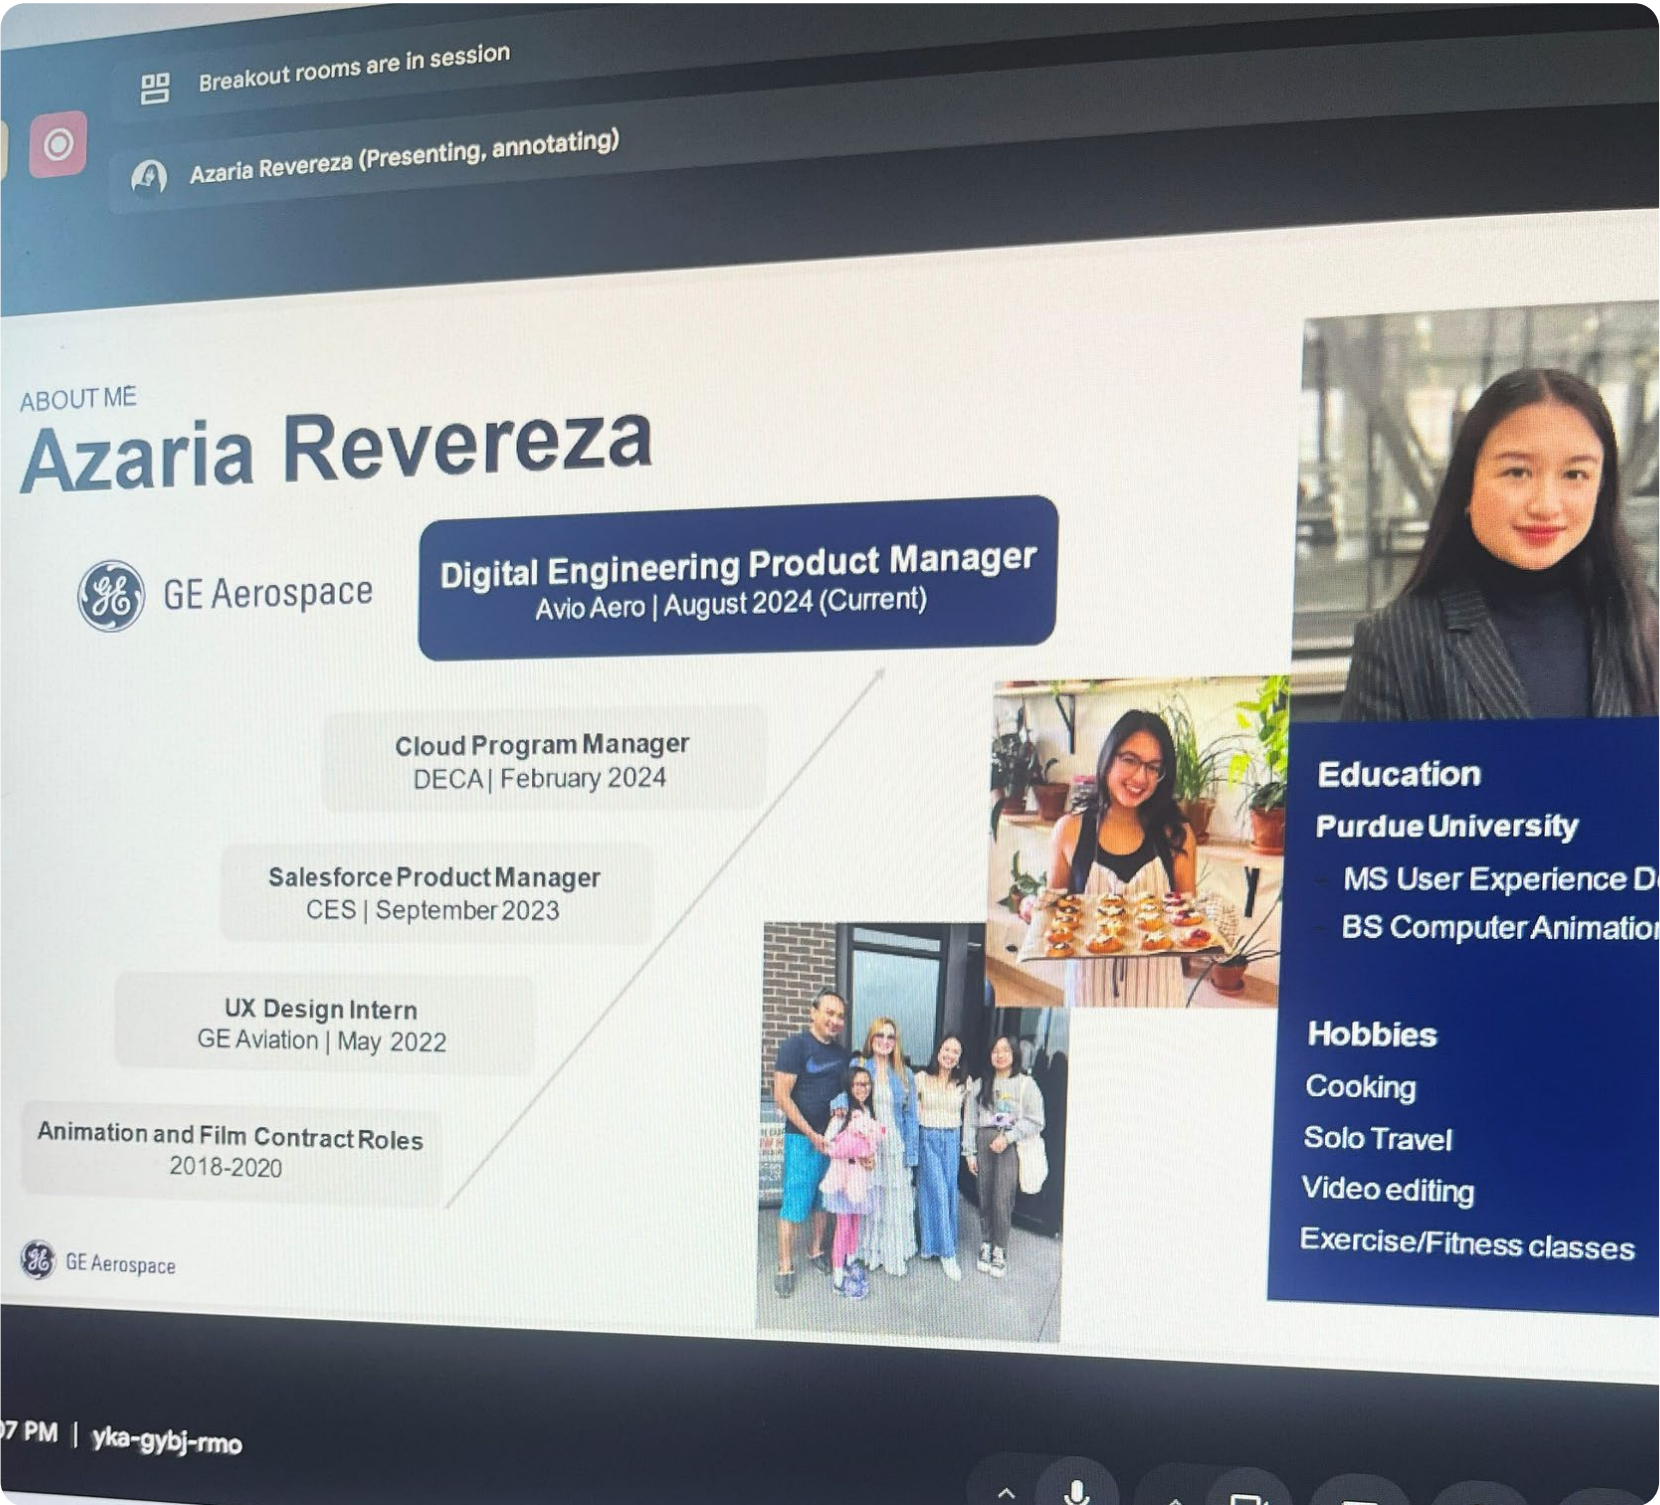 Breakout rooms are in session
Azaria Revereza (Presenting, annotating)
ABOUT ME
Azaria Revereza
GE Aerospace
Digital Engineering Product Manager
Avio Aero | August 2024 (Current)
Cloud Program Manager
DECA | February 2024
Salesforce Product Manager
CES | September 2023
UX Design Intern
GE Aviation | May 2022
Animation and Film Contract Roles
2018-2020
GE Aerospace
Education
Purdue University
- MS User Experience
- BS Computer
Hobbies
Cooking
Solo Travel
Video editing
Exercise/Fitness classes
07 PM | yka-gybj-rmo